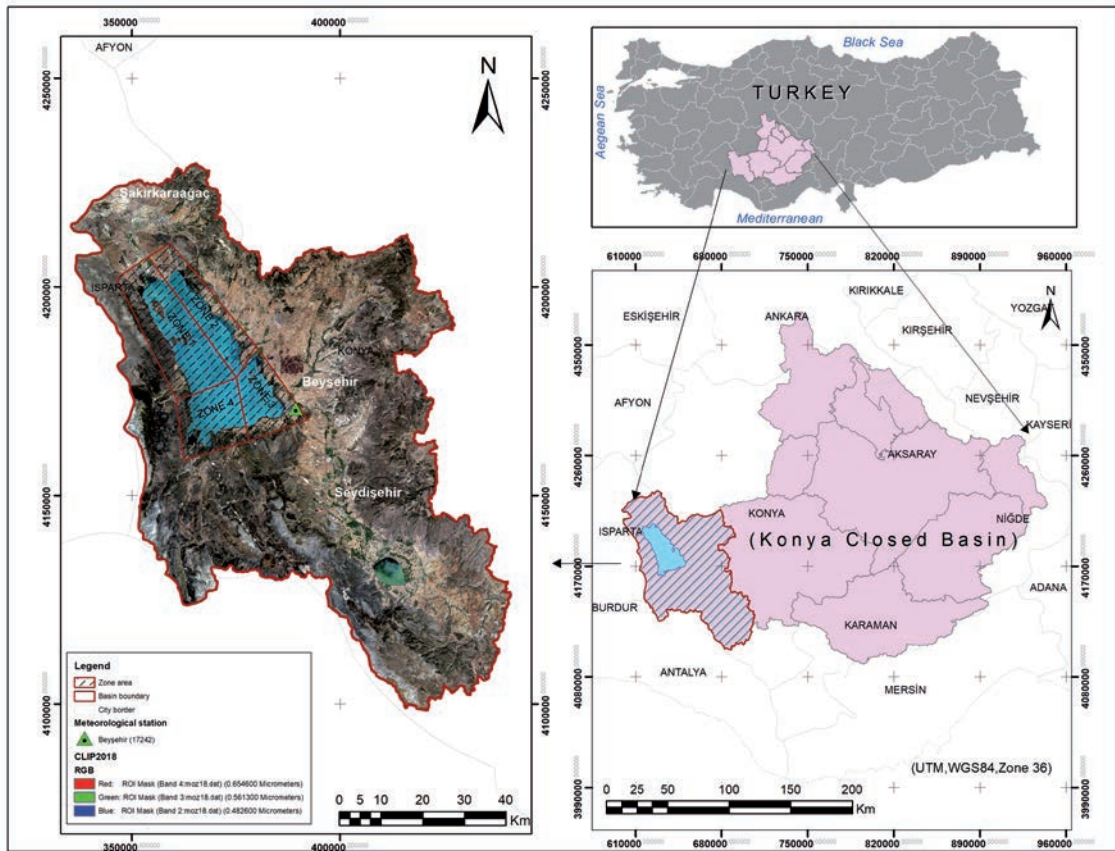 350000
400000
AFYON
4250000
4250000
N
Şakirkaraağaç
4200000
4200000
ISPARTA
ZONE 2
ZONE
KONYA
Beyşehir
ZONE 4
ZONE
4150000
4150000
Seydişehir
4100000
4100000
Legend
Zone area
Basin boundary
City border
Meteorological station
Beyşehir (17242)
CLIP2018
RGB
Red: ROI Mask (Band 4:moz18.dat) (0.654600 Micrometers)
Green: ROI Mask (Band 3:moz18.dat) (0.561300 Micrometers)
Blue: ROI Mask (Band 2:moz18.dat) (0.482600 Micrometers)
0 5 10 20 30 40
Km
350000
400000
Black Sea
TURKEY
Aegean Sea
Mediterranean
610000 680000 750000 820000 890000 960000
KIRIKKALE
YOZGAT
N
ESKİŞEHİR
ANKARA
KIRŞEHİR
4350000
4350000
AFYON
NEVŞEHİR
KAYSERİ
4260000
AKSARAY
4260000
KONYA
ISPARTA
NİĞDE
(Konya Closed Basin)
4170000
4170000
ADANA
BURDUR
KARAMAN
ANTALYA
MERSİN
4080000
4080000
(UTM,WGS84,Zone 36)
3990000
3990000
0 25 50 100 150 200
Km
610000 680000 750000 820000 890000 960000